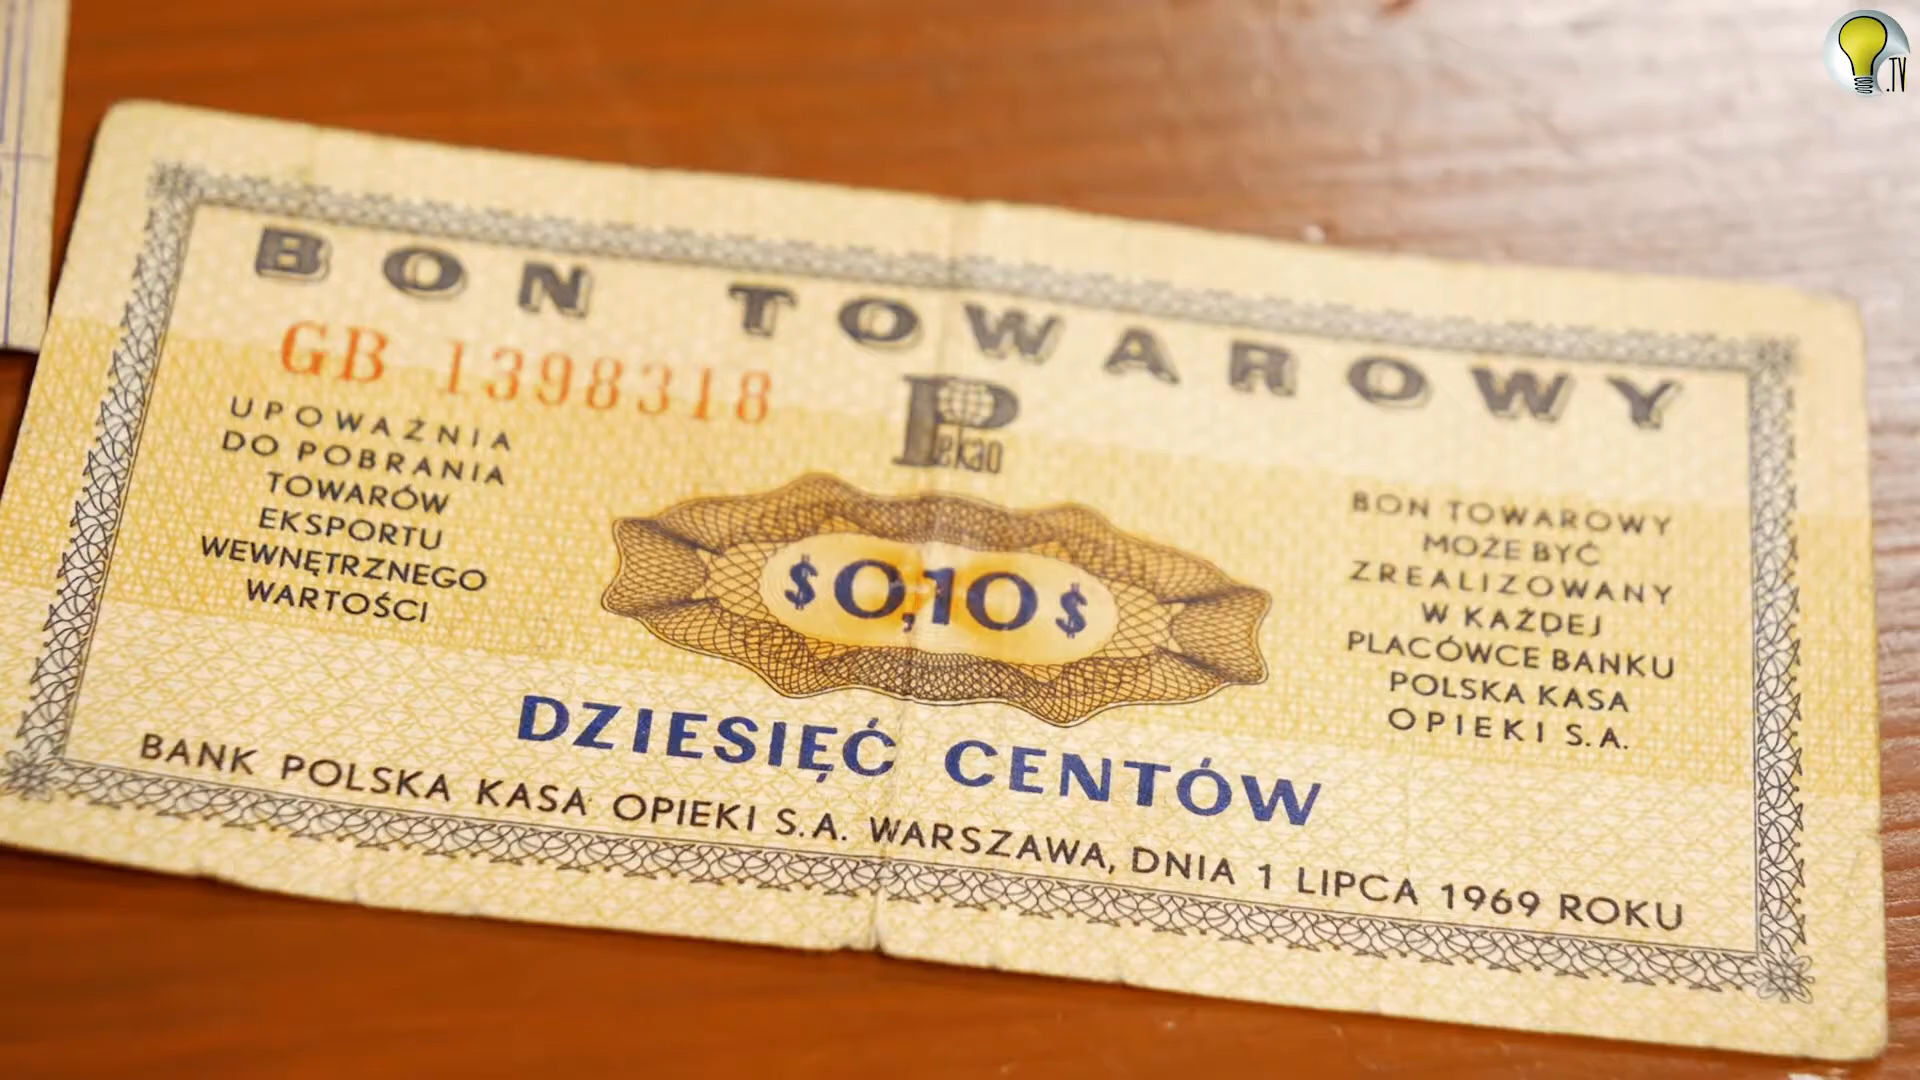 .TV
BON TOWAROWY
GB 1398318
Pekao
UPOWAŻNIA
DO POBRANIA
TOWARÓW
EKSPORTU
WEWNĘTRZNEGO
WARTOŚCI
$0,10$
BON TOWAROWY
MOŻE BYĆ
ZREALIZOWANY
W KAŻDEJ
PLACÓWCE BANKU
POLSKA KASA
OPIEKI S.A.
DZIESIĘĆ CENTÓW
BANK POLSKA KASA OPIEKI S.A. WARSZAWA, DNIA 1 LIPCA 1969 ROKU